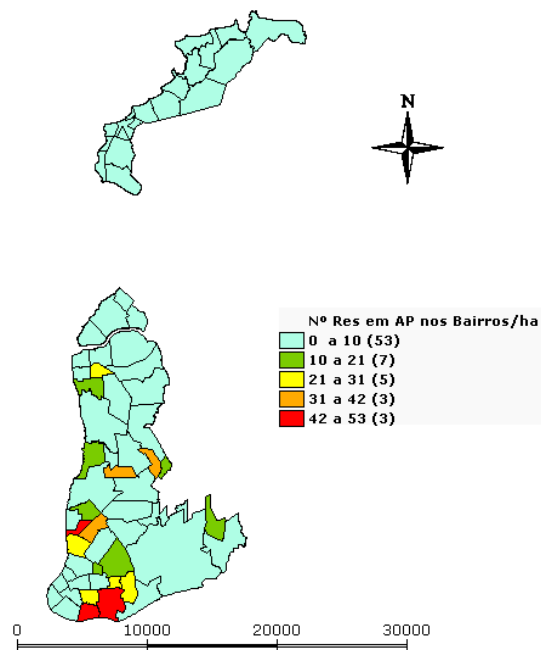 N
Nº Res em AP nos Bairros/ha
0 a 10 (53)
10 a 21 (7)
21 a 31 (5)
31 a 42 (3)
42 a 53 (3)
0 10000 20000 30000